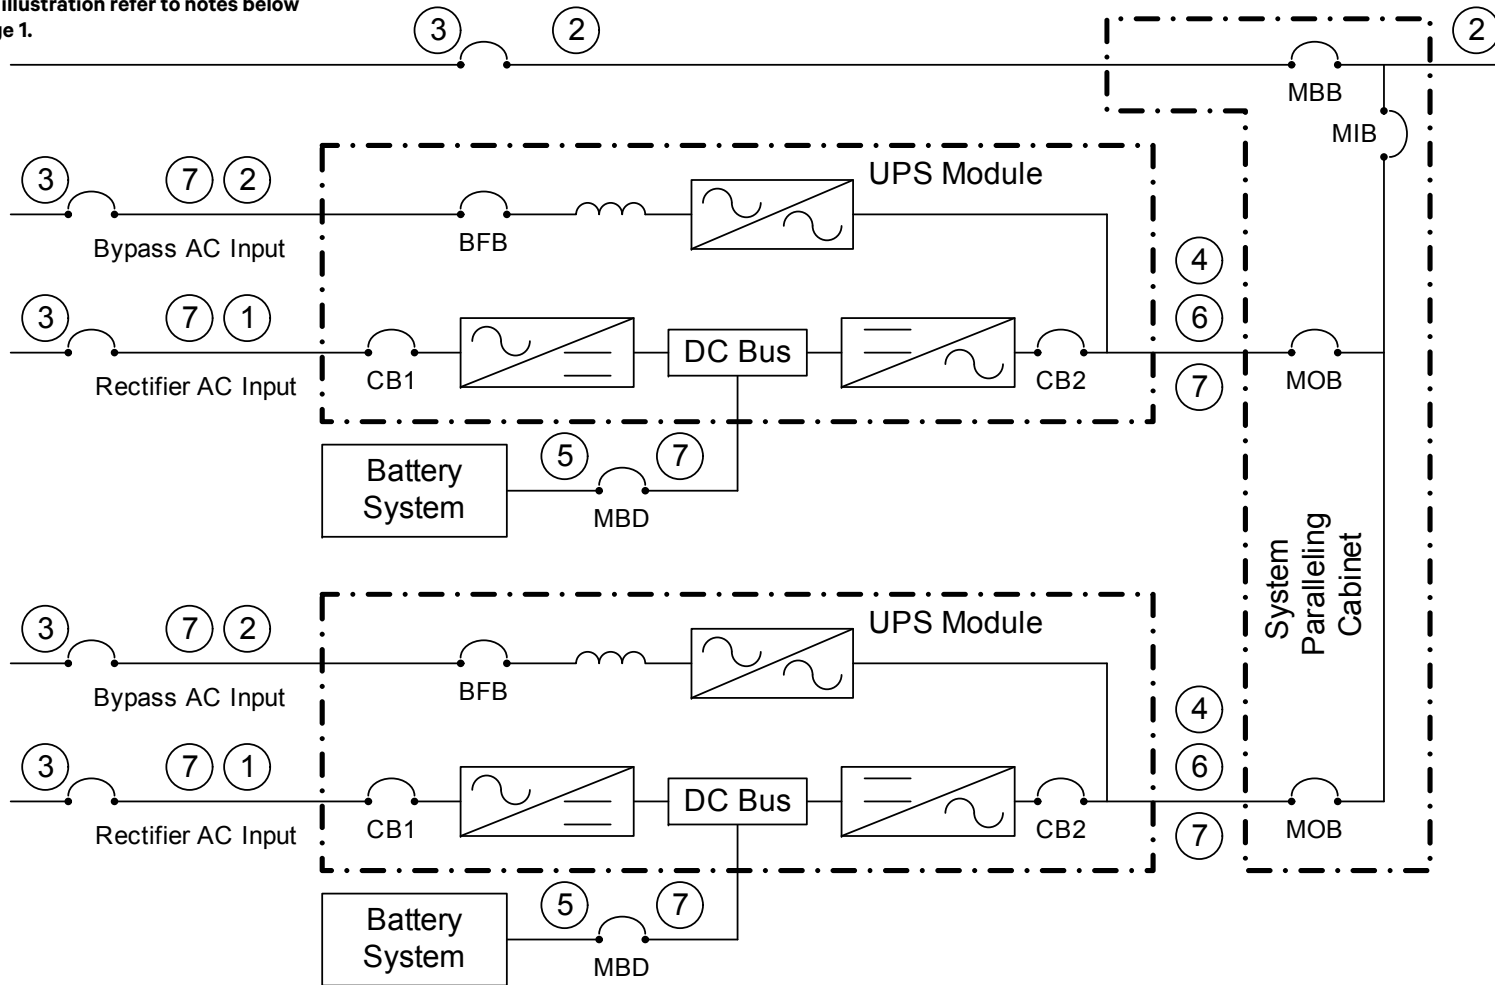 illustration refer to notes below
ge 1.
3 2 2
MBB
MIB
3 7 2
Bypass AC Input
BFB
UPS Module
4
3 7 1
Rectifier AC Input
CB1
DC Bus
CB2
6
7
MOB
Battery
System
5 7
MBD
System
Paralleling
Cabinet
3 7 2
Bypass AC Input
BFB
UPS Module
4
3 7 1
Rectifier AC Input
CB1
DC Bus
CB2
6
7
MOB
Battery
System
5 7
MBD